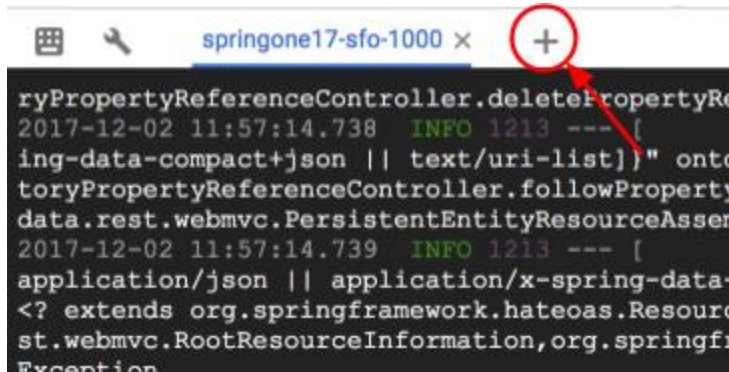 springone17-sfo-1000 ×
ryPropertyReferenceController.deletePropertyRe
2017-12-02 11:57:14.738 INFO 1213 --- [
ing-data-compact+json || text/uri-list]}" onto
toryPropertyReferenceController.followProperty
data.rest.webmvc.PersistentEntityResourceAssem
2017-12-02 11:57:14.739 INFO 1213 --- [
application/json || application/x-spring-data-
<? extends org.springframework.hateoas.Resourc
st.webmvc.RootResourceInformation,org.springfr
Exception